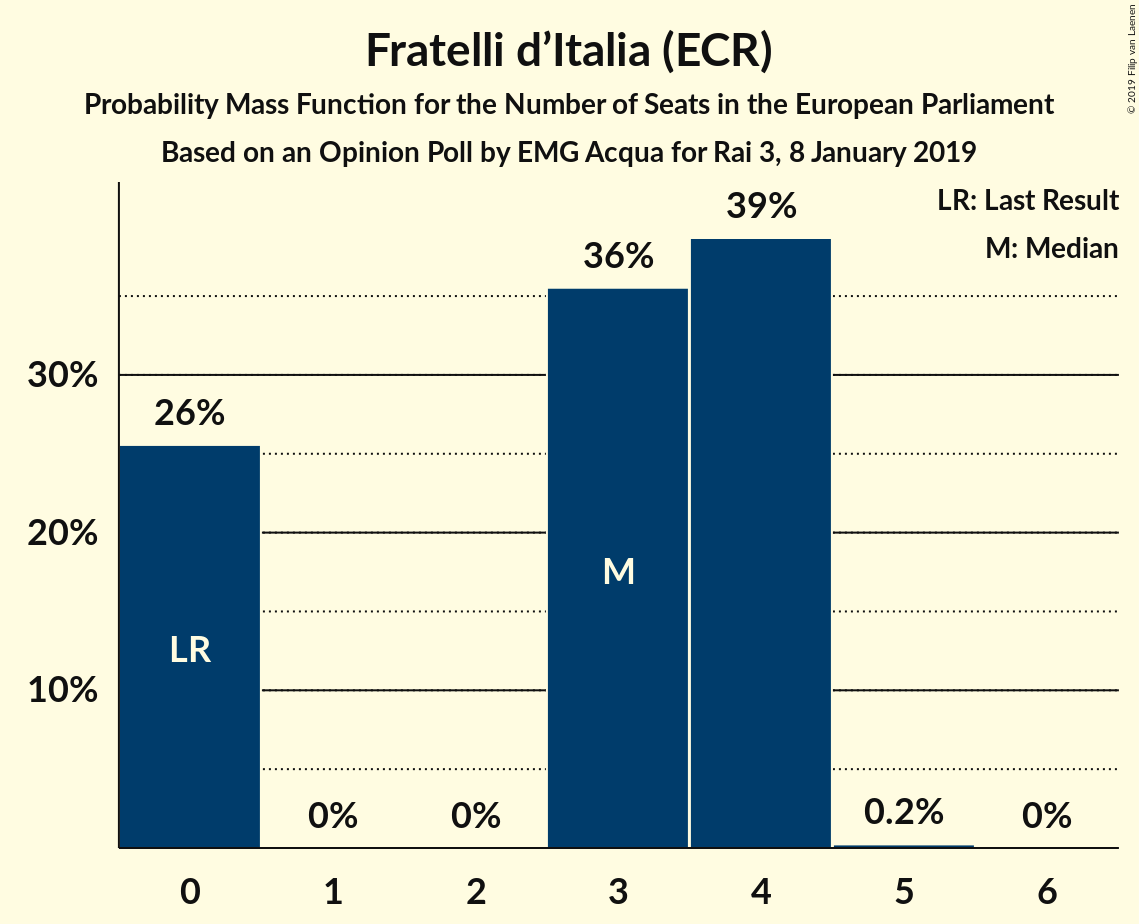 Fratelli d’Italia (ECR)
Probability Mass Function for the Number of Seats in the European Parliament
Based on an Opinion Poll by EMG Acqua for Rai 3, 8 January 2019
© 2019 Filip van Laenen
LR: Last Result
M: Median
39%
36%
30%
26%
20%
M
LR
10%
0%
0%
0.2%
0%
0
1
2
3
4
5
6